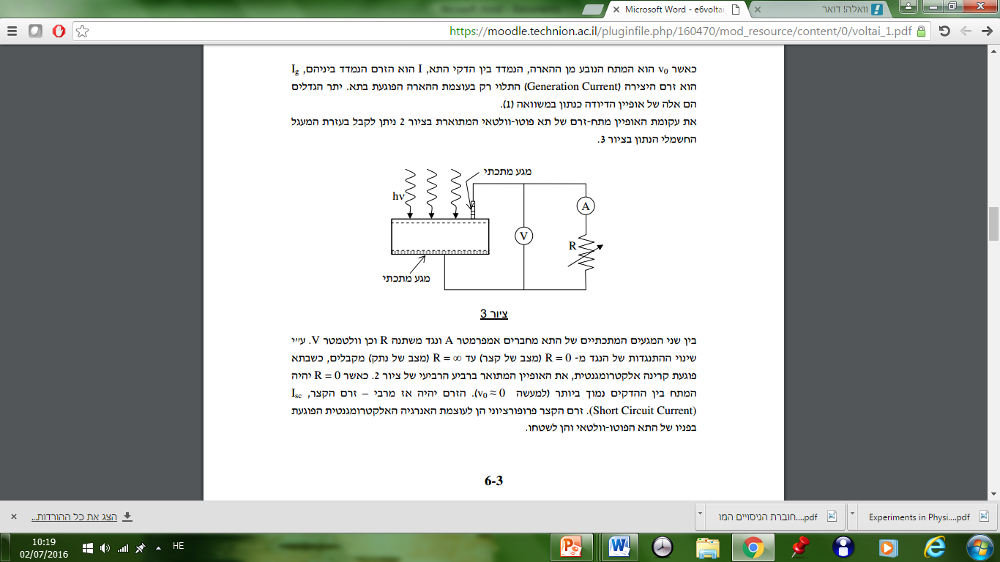 Microsoft Word - e6voltai
וואלה! דואר
https://moodle.technion.ac.il/pluginfile.php/160470/mod_resource/content/0/voltai_1.pdf
כאשר v0 הוא המתח הנובע מן ההארה, הנמדד בין הדקי התא, I הוא הזרם הנמדד ביניהם, Ig
הוא זרם היצירה (Generation Current) התלוי רק בעוצמת ההארה הפוגעת בתא. יתר הגדלים
הם אלה של אופיין הדיודה כנתון במשוואה (1).
את עקומת האופיין מתח-זרם של תא פוטו-וולטאי המתוארת בציור 2 ניתן לקבל בעזרת המעגל
החשמלי הנתון בציור 3.
מגע מתכתי
hν
A
V
R
מגע מתכתי
ציור 3
בין שני המגעים המתכתיים של התא מחברים אמפרמטר A ונגד משתנה R וכן וולטמטר V. ע״י
שינוי ההתנגדות של הנגד מ- R = 0 (מצב של קצר) עד R = ∞ (מצב של נתק) מקבלים, כשבתא
פוגעת קרינה אלקטרומגנטית, את האופיין המתואר ברביע הרביעי של ציור 2. כאשר R = 0 יהיה
המתח בין ההדקים נמוך ביותר (למעשה v0 ≈ 0). הזרם יהיה אז מרבי – זרם הקצר, Isc
(Short Circuit Current). זרם הקצר פרופורציוני הן לעוצמת האנרגיה האלקטרומגנטית הפוגעת
בפניו של התא הפוטו-וולטאי והן לשטחו.
6-3
הצג את כל ההורדות...
חוברת הניסויים המו....pdf
Experiments in Physi....pdf
10:19
HE
02/07/2016